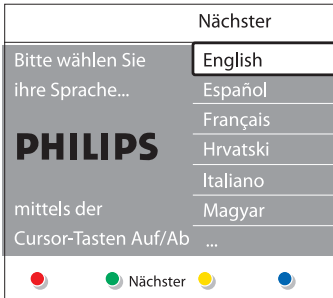 Nächster
Bitte wählen Sie
ihre Sprache...
PHILIPS
mittels der
Cursor-Tasten Auf/Ab
English
Español
Français
Hrvatski
Italiano
Magyar
...
Nächster